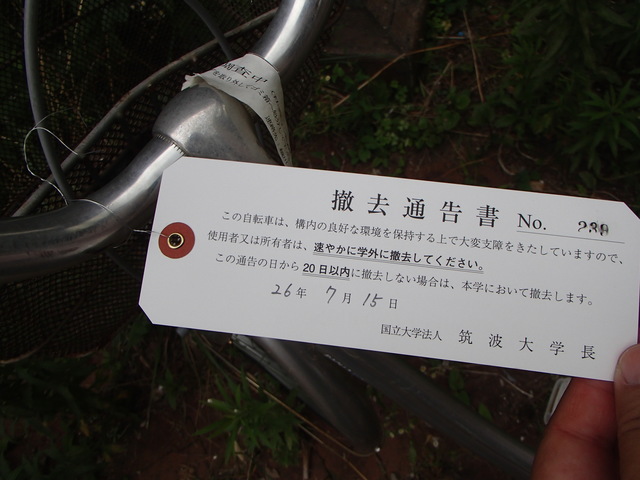 調査中
撤去通告書 No. 239
この自転車は、構内の良好な環境を保持する上で大変支障をきたしていますので、
使用者又は所有者は、速やかに学外に撤去してください。
この通告の日から20日以内に撤去しない場合は、本学において撤去します。
26年 7月 15日
国立大学法人 筑波大学長